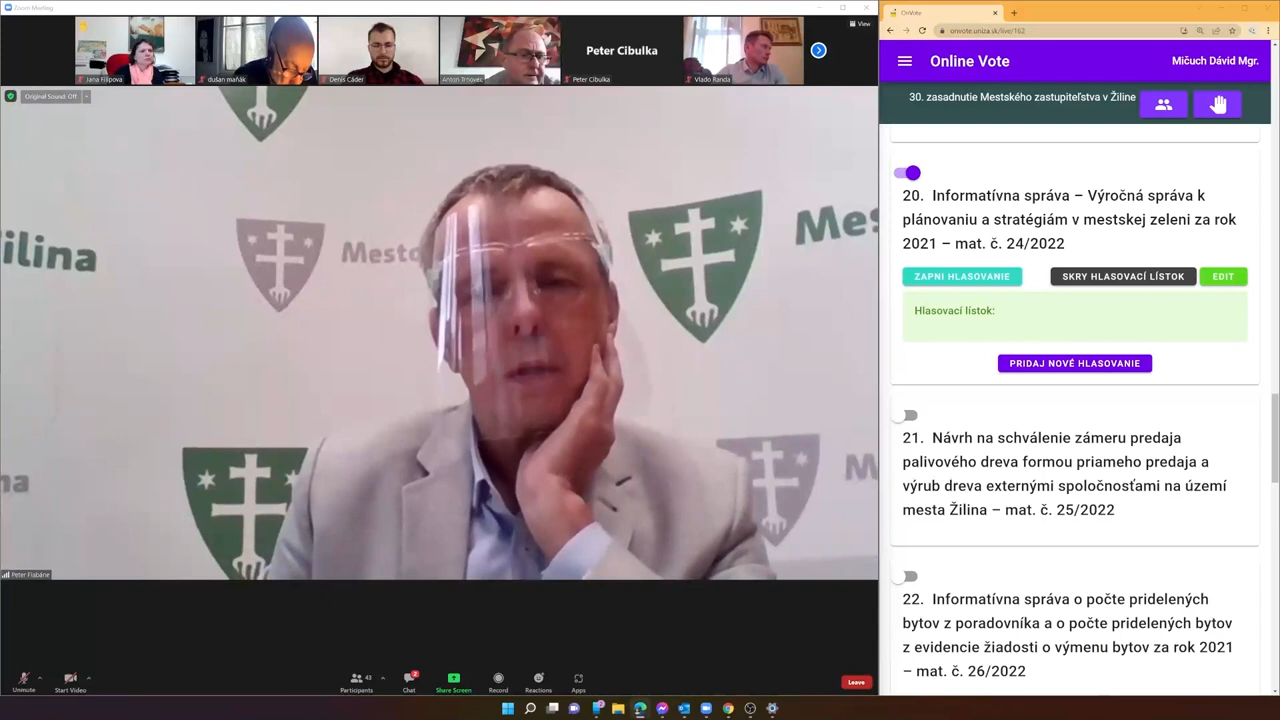 Zoom Meeting
View
Jana Filipova
dušan maňák
Denis Cáder
Anton Trnovec
Peter Cibulka
Peter Cibulka
Vlado Randa
Original Sound: Off
ilina
Mesto
Mes
na
M
Peter Fiabáne
Unmute
Start Video
Participants
43
Chat
2
Share Screen
Record
Reactions
Apps
Leave
OnVote
onvote.uniza.sk/live/162
Online Vote
Mičuch Dávid Mgr.
30. zasadnutie Mestského zastupiteľstva v Žiline
20. Informatívna správa – Výročná správa k
plánovaniu a stratégiám v mestskej zeleni za rok
2021 – mat. č. 24/2022
ZAPNI HLASOVANIE
SKRY HLASOVACÍ LÍSTOK
EDIT
Hlasovací lístok:
PRIDAJ NOVÉ HLASOVANIE
21. Návrh na schválenie zámeru predaja
palivového dreva formou priameho predaja a
výrub dreva externými spoločnosťami na území
mesta Žilina – mat. č. 25/2022
22. Informatívna správa o počte pridelených
bytov z poradovníka a o počte pridelených bytov
z evidencie žiadosti o výmenu bytov za rok 2021
– mat. č. 26/2022